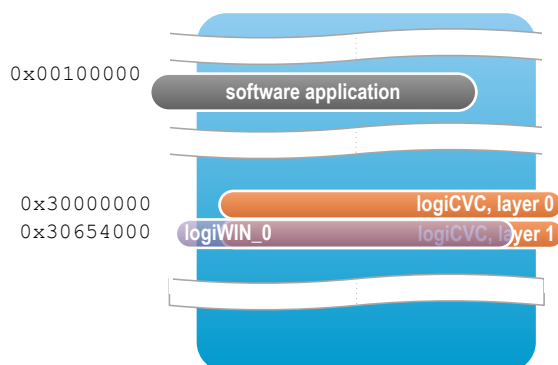 0x00100000
software application
0x30000000
logiCVC, layer 0
0x30654000
logiWIN_0
logiCVC, layer 1